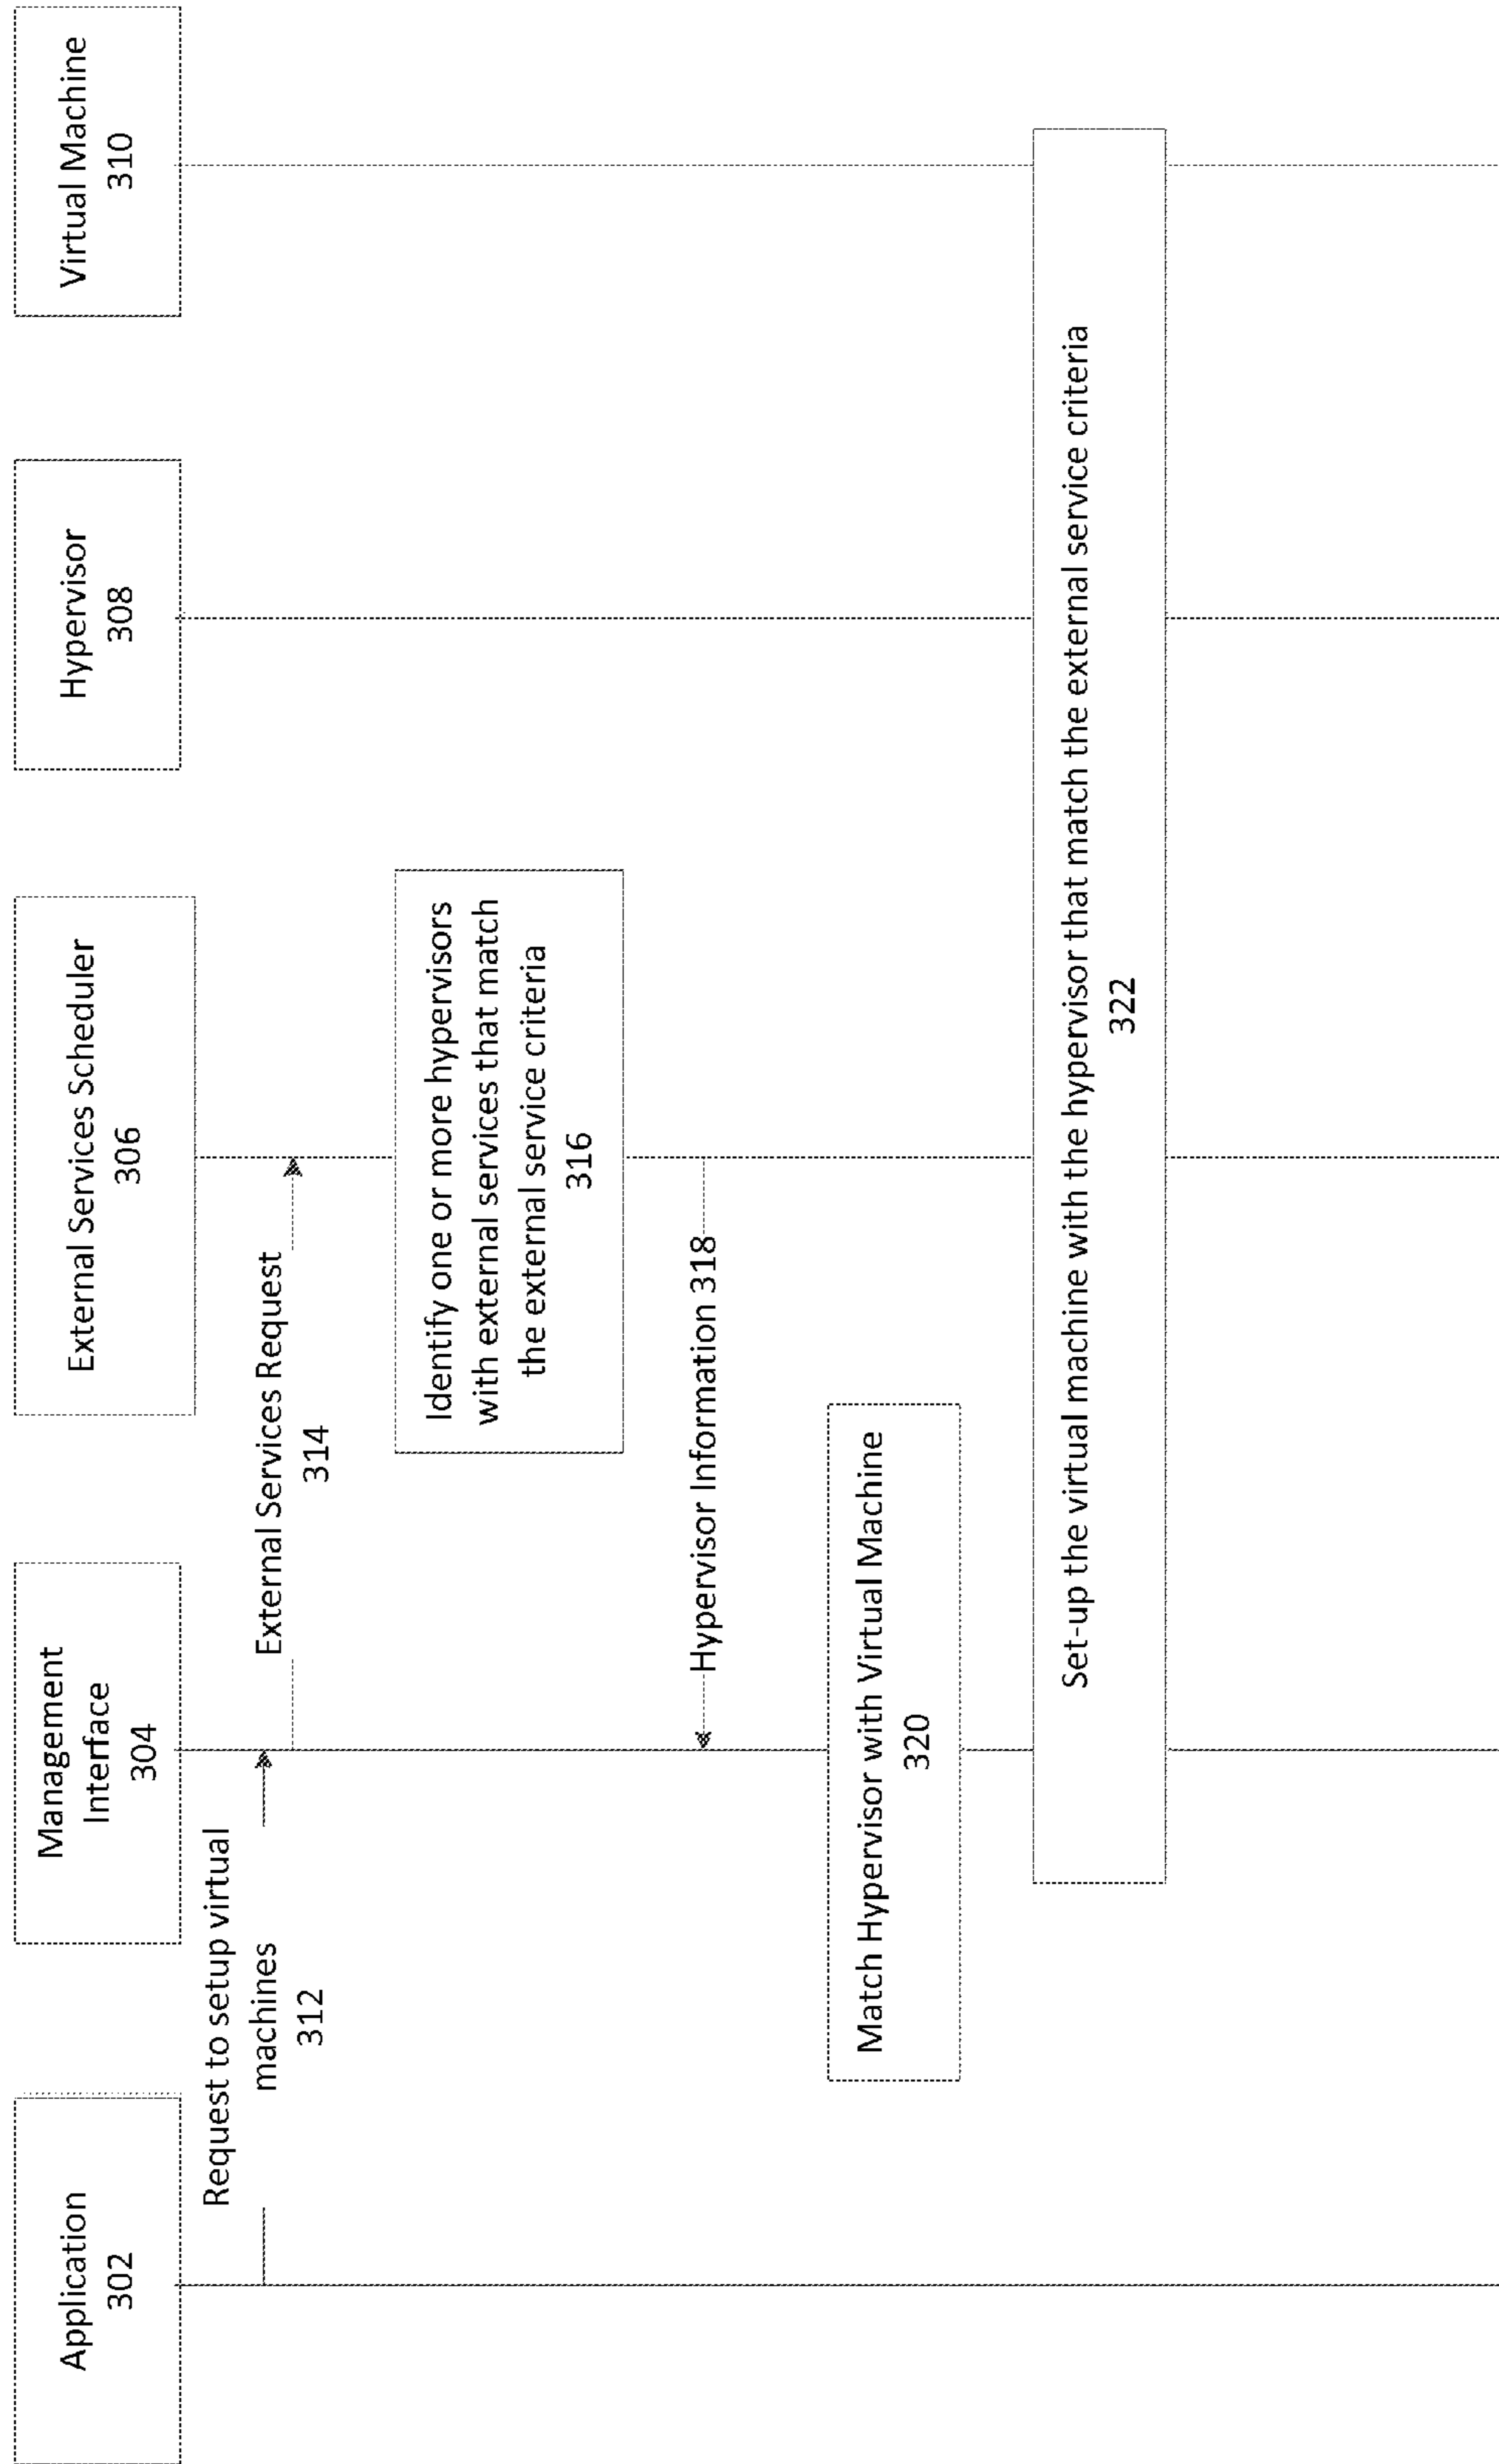 Application
302
Management
Interface
304
External Services Scheduler
306
Hypervisor
308
Virtual Machine
310
Request to setup virtual
machines
312
External Services Request
314
Identify one or more hypervisors
with external services that match
the external service criteria
316
Hypervisor Information 318
Match Hypervisor with Virtual Machine
320
Set-up the virtual machine with the hypervisor that match the external service criteria
322